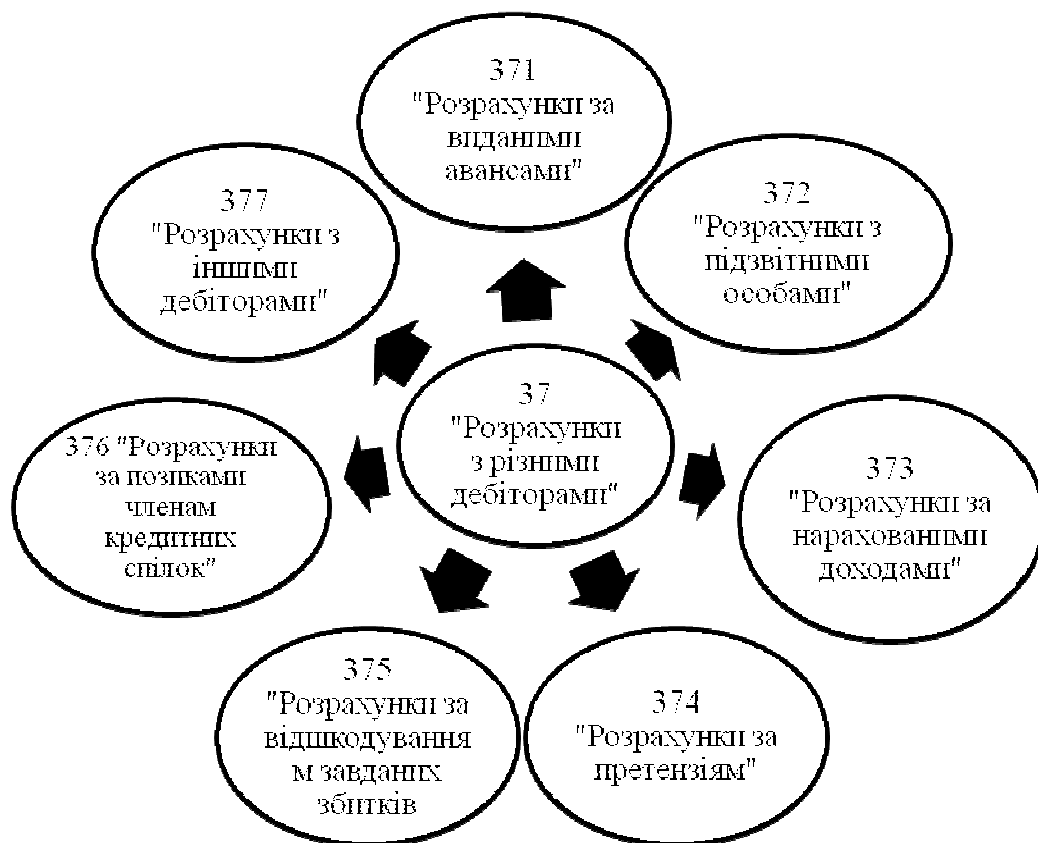 371
"Розрахунки за
виданими
авансами"
377
"Розрахунки з
іншими
дебіторами"
372
"Розрахунки з
підзвітними
особами"
37
"Розрахунки
з різними
дебіторами"
376 "Розрахунки
за позиками
членам
кредитних
спілок"
373
"Розрахунки за
нарахованими
доходами"
375
"Розрахунки за
відшкодування
м завданих
збитків
374
"Розрахунки за
претензіям"